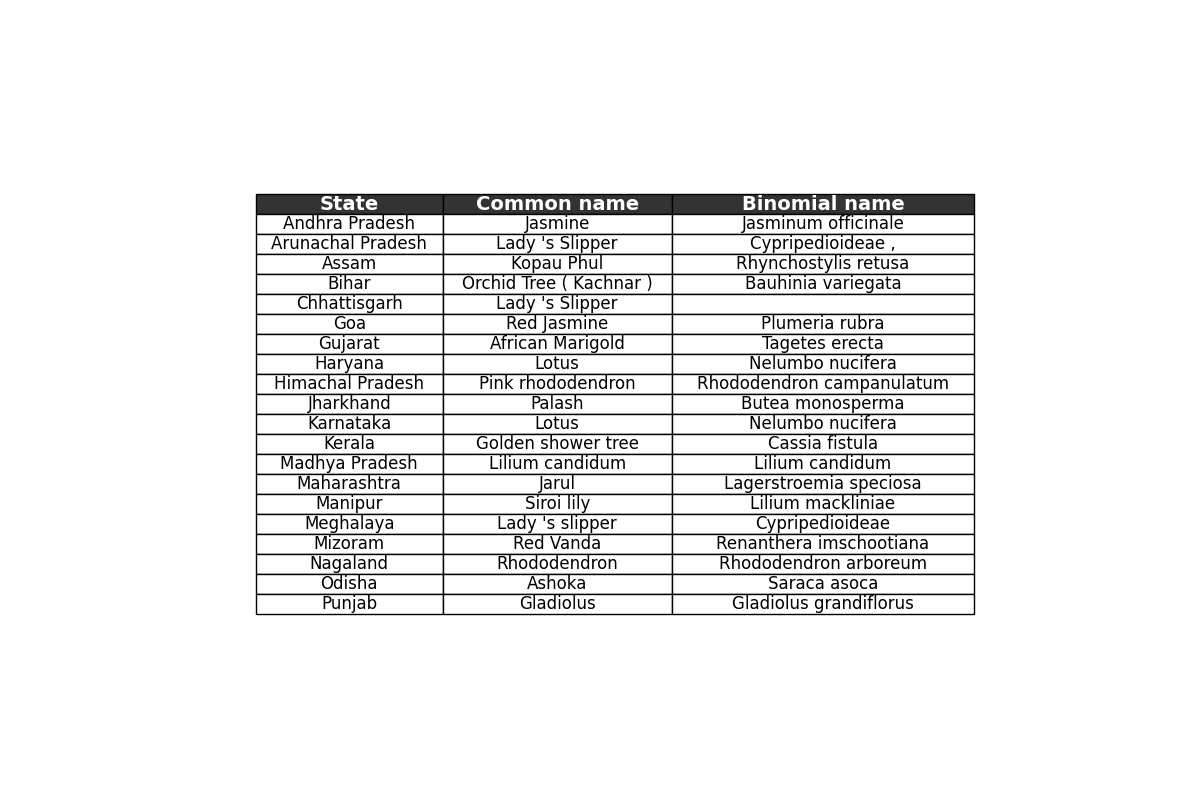 State Common name Binomial name
Andhra Pradesh Jasmine Jasminum officinale
Arunachal Pradesh Lady 's Slipper Cypripedioideae ,
Assam Kopau Phul Rhynchostylis retusa
Bihar Orchid Tree ( Kachnar ) Bauhinia variegata
Chhattisgarh Lady 's Slipper
Goa Red Jasmine Plumeria rubra
Gujarat African Marigold Tagetes erecta
Haryana Lotus Nelumbo nucifera
Himachal Pradesh Pink rhododendron Rhododendron campanulatum
Jharkhand Palash Butea monosperma
Karnataka Lotus Nelumbo nucifera
Kerala Golden shower tree Cassia fistula
Madhya Pradesh Lilium candidum Lilium candidum
Maharashtra Jarul Lagerstroemia speciosa
Manipur Siroi lily Lilium mackliniae
Meghalaya Lady 's slipper Cypripedioideae
Mizoram Red Vanda Renanthera imschootiana
Nagaland Rhododendron Rhododendron arboreum
Odisha Ashoka Saraca asoca
Punjab Gladiolus Gladiolus grandiflorus